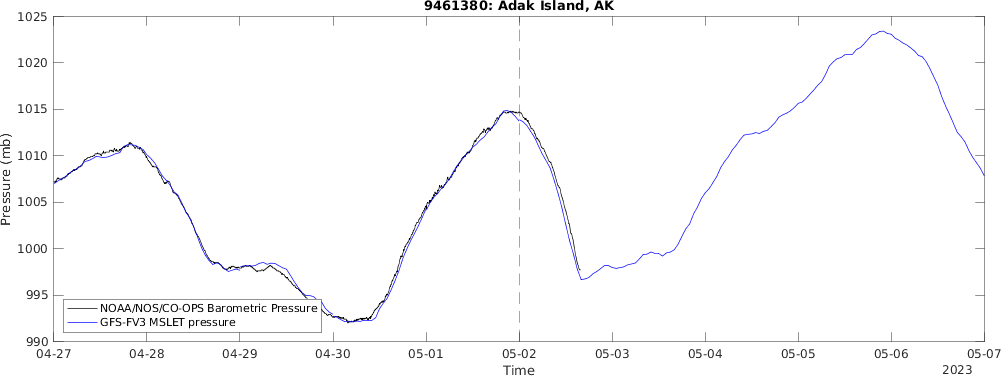 9461380: Adak Island, AK
Pressure (mb)
1025
1020
1015
1010
1005
1000
995
990
NOAA/NOS/CO-OPS Barometric Pressure
GFS-FV3 MSLET pressure
04-27 04-28 04-29 04-30 05-01 05-02 05-03 05-04 05-05 05-06 05-07
Time
2023